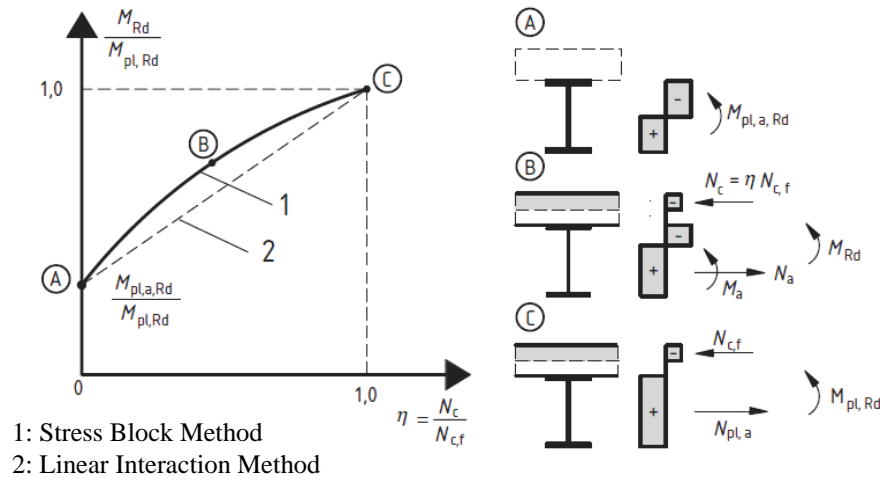 M_Rd
M_pl, Rd
1,0
A
B
C
1
2
M_pl,a,Rd
M_pl,Rd
0
1,0
η = N_c
N_c,f
1: Stress Block Method
2: Linear Interaction Method
A
-
+
M_pl,a,Rd
B
N_c = η N_c,f
-
-
+
M_a
N_a
M_Rd
C
N_c,f
-
+
N_pl,a
M_pl,Rd